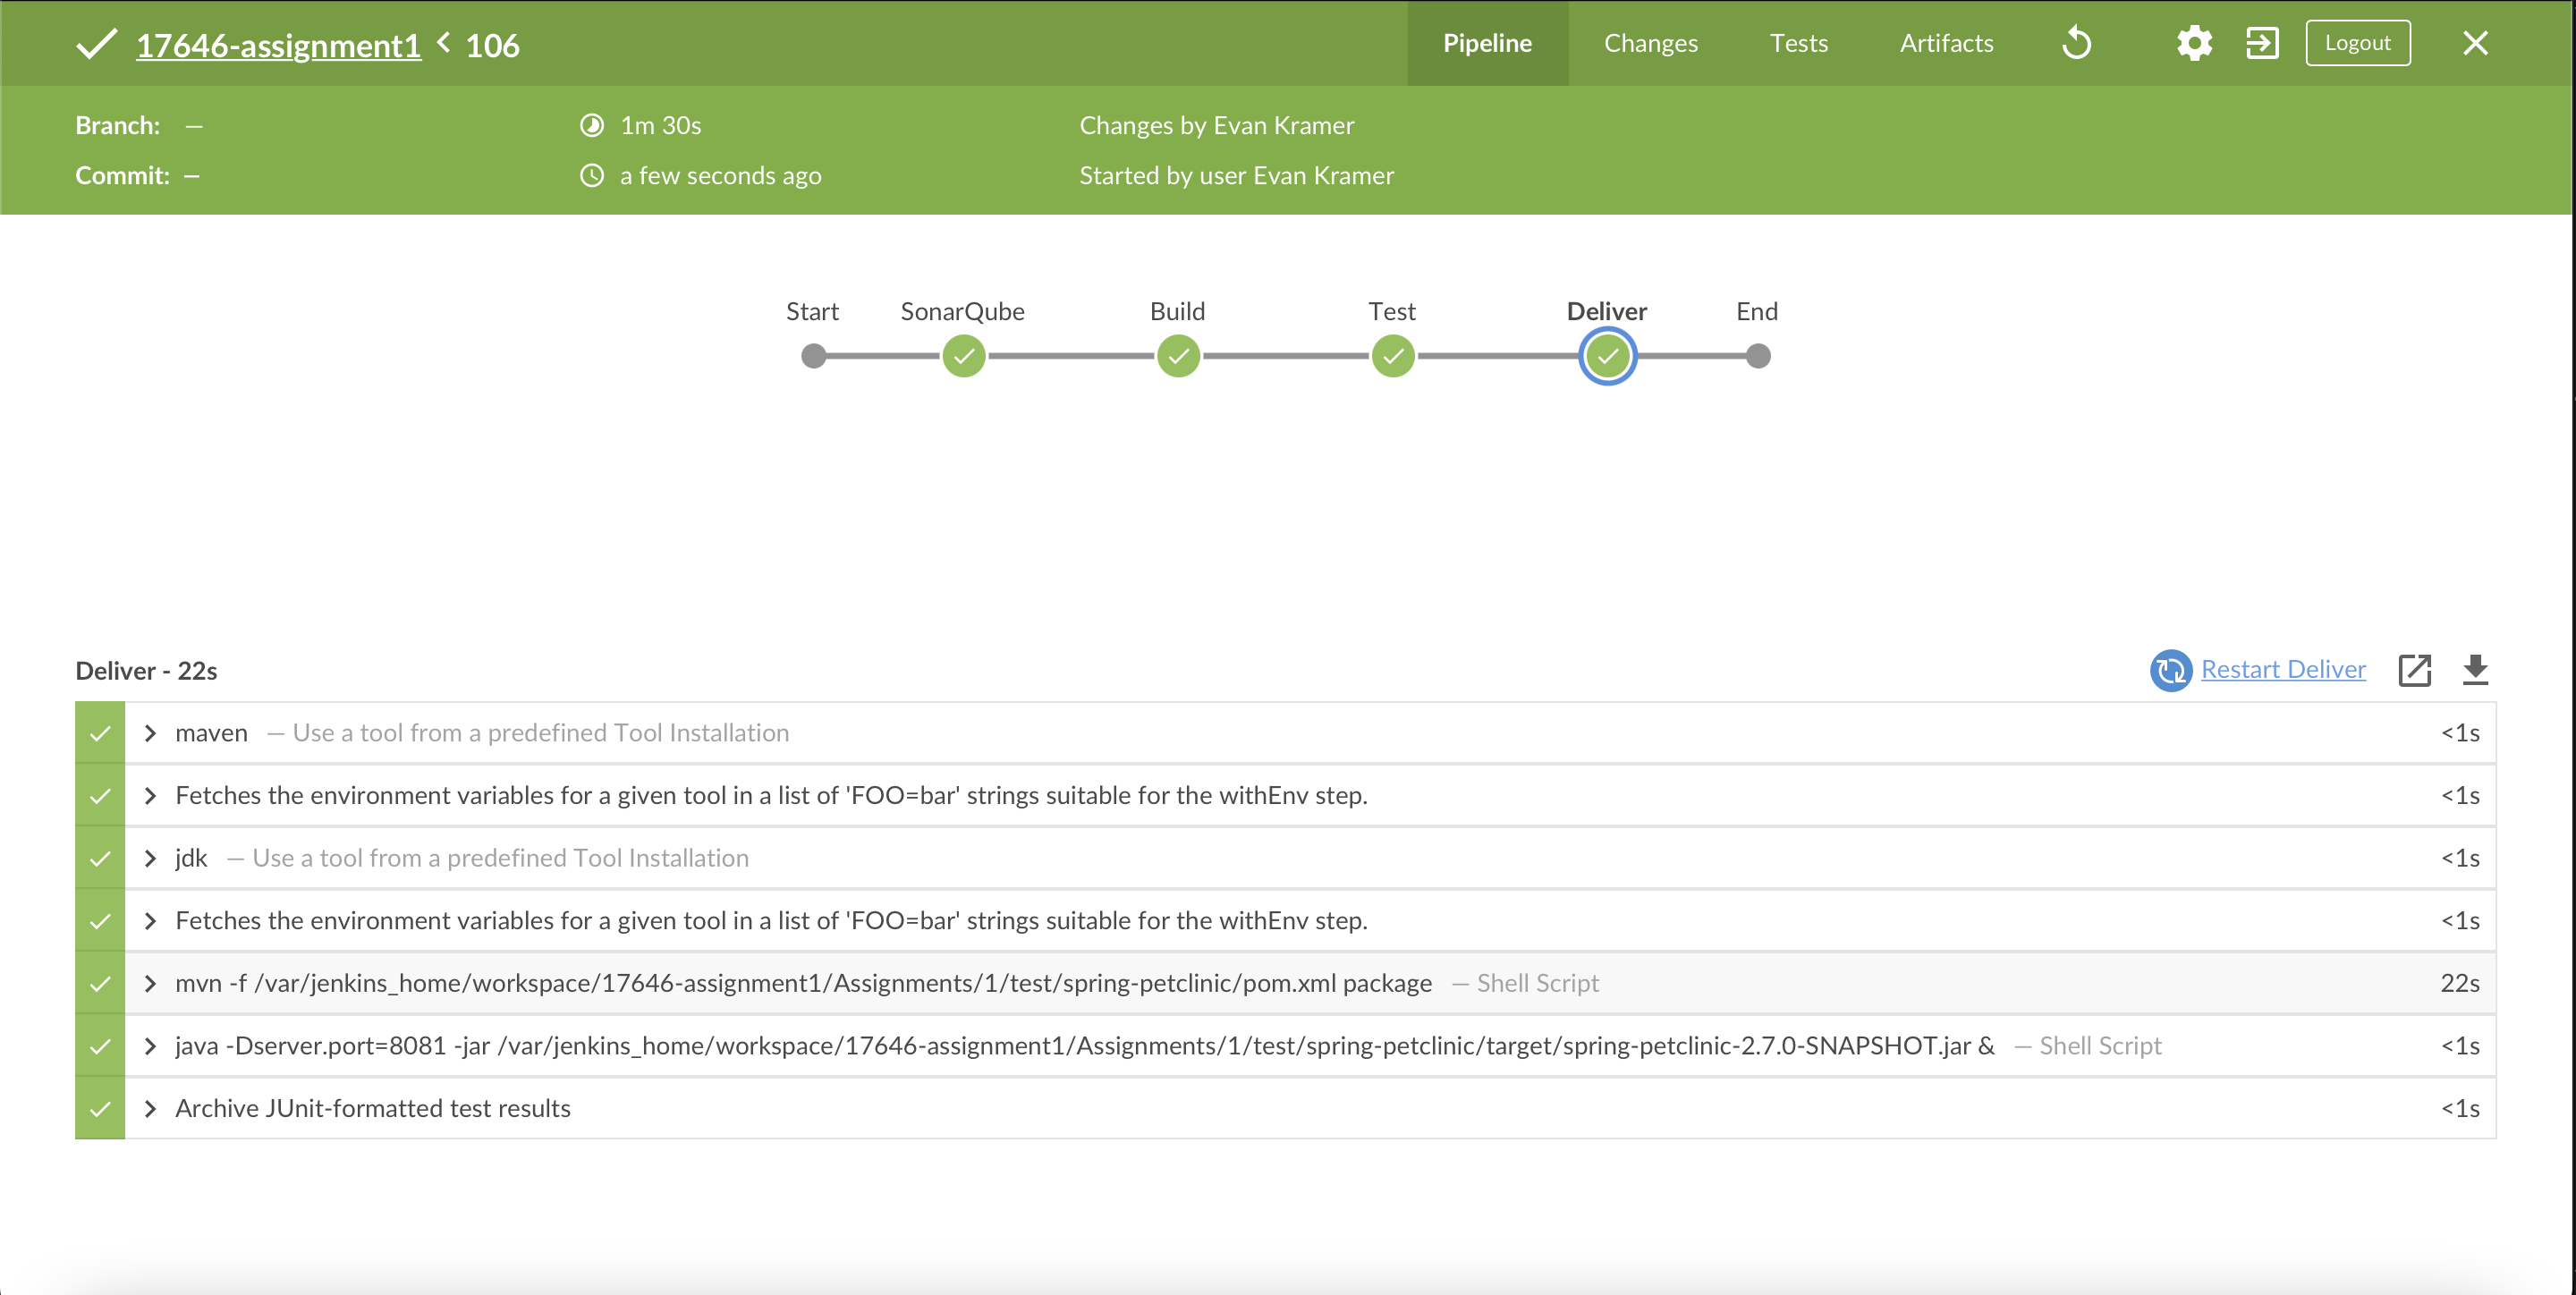 17646-assignment1 < 106
Pipeline Changes Tests Artifacts Logout
Branch: — 1m 30s Changes by Evan Kramer
Commit: — a few seconds ago Started by user Evan Kramer
Start SonarQube Build Test Deliver End
Deliver - 22s Restart Deliver
maven — Use a tool from a predefined Tool Installation <1s
Fetches the environment variables for a given tool in a list of 'FOO=bar' strings suitable for the withEnv step. <1s
jdk — Use a tool from a predefined Tool Installation <1s
Fetches the environment variables for a given tool in a list of 'FOO=bar' strings suitable for the withEnv step. <1s
mvn -f /var/jenkins_home/workspace/17646-assignment1/Assignments/1/test/spring-petclinic/pom.xml package — Shell Script 22s
java -Dserver.port=8081 -jar /var/jenkins_home/workspace/17646-assignment1/Assignments/1/test/spring-petclinic/target/spring-petclinic-2.7.0-SNAPSHOT.jar & — Shell Script <1s
Archive JUnit-formatted test results <1s